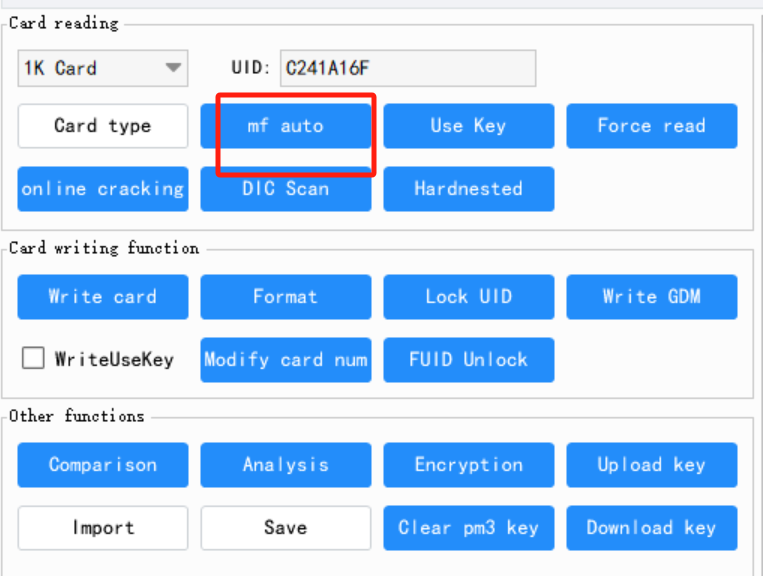 Card reading
1K Card UID: C241A16F
Card type mf auto Use Key Force read
online cracking DIC Scan Hardnested
Card writing function
Write card Format Lock UID Write GDM
WriteUseKey Modify card num FUID Unlock
Other functions
Comparison Analysis Encryption Upload key
Import Save Clear pm3 key Download key